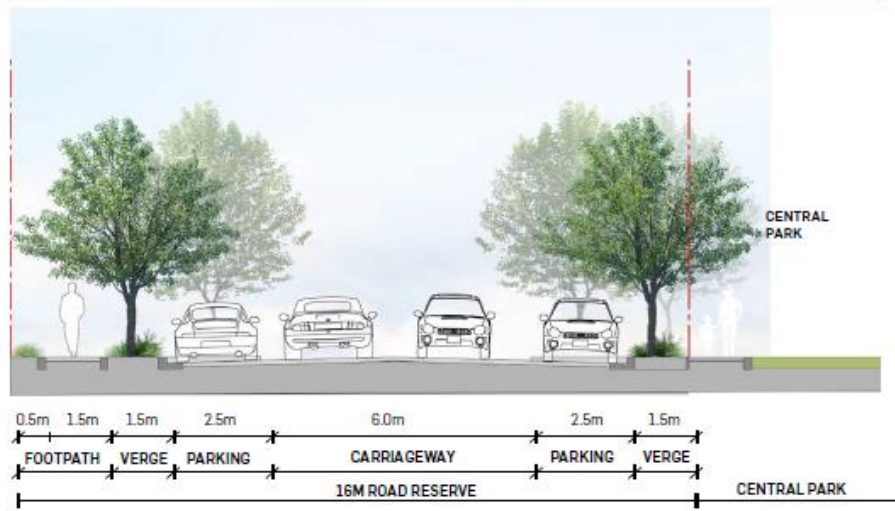 CENTRAL
PARK
0.5m 1.5m 1.5m 2.5m 6.0m 2.5m 1.5m
FOOTPATH VERGE PARKING CARRIAGEWAY PARKING VERGE
16M ROAD RESERVE CENTRAL PARK